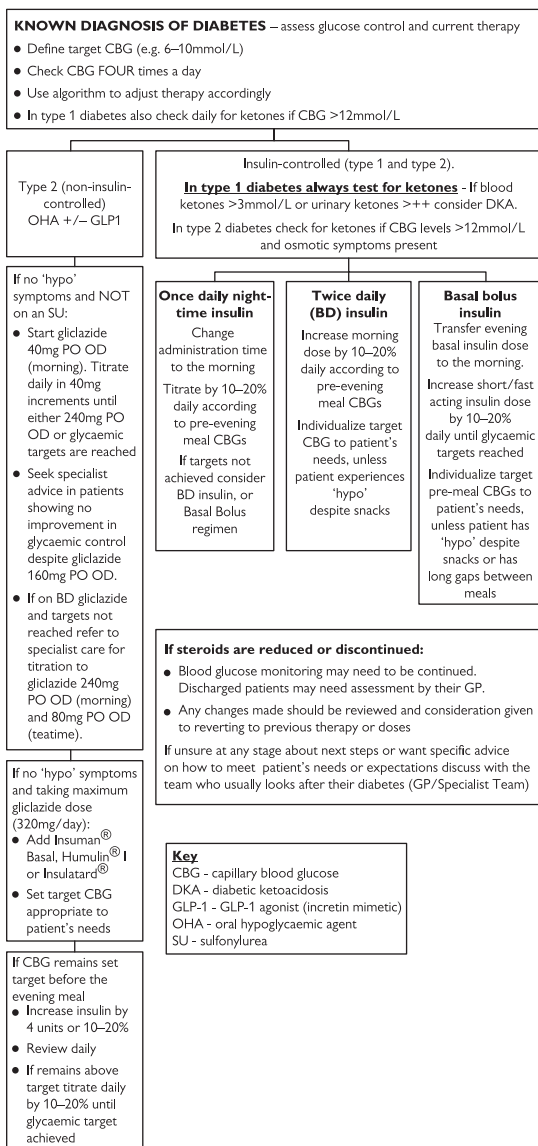 KNOWN DIAGNOSIS OF DIABETES – assess glucose control and current therapy
● Define target CBG (e.g. 6–10mmol/L)
● Check CBG FOUR times a day
● Use algorithm to adjust therapy accordingly
● In type 1 diabetes also check daily for ketones if CBG >12mmol/L
Type 2 (non-insulin-
controlled)
OHA +/– GLP1
Insulin-controlled (type 1 and type 2).
In type 1 diabetes always test for ketones - If blood
ketones >3mmol/L or urinary ketones >++ consider DKA.
In type 2 diabetes check for ketones if CBG levels >12mmol/L
and osmotic symptoms present
If no ‘hypo’
symptoms and NOT
on an SU:
● Start gliclazide
40mg PO OD
(morning). Titrate
daily in 40mg
increments until
either 240mg PO
OD or glycaemic
targets are reached
● Seek specialist
advice in patients
showing no
improvement in
glycaemic control
despite gliclazide
160mg PO OD.
● If on BD gliclazide
and targets not
reached refer to
specialist care for
titration to
gliclazide 240mg
PO OD (morning)
and 80mg PO OD
(teatime).
Once daily night-
time insulin
Change
administration time
to the morning
Titrate by 10–20%
daily according
to pre-evening
meal CBGs
If targets not
achieved consider
BD insulin, or
Basal Bolus
regimen
Twice daily
(BD) insulin
Increase morning
dose by 10–20%
daily according to
pre-evening
meal CBGs
Individualize target
CBG to patient’s
needs, unless
patient experiences
‘hypo’
despite snacks
Basal bolus
insulin
Transfer evening
basal insulin dose
to the morning.
Increase short/fast
acting insulin dose
by 10–20%
daily until glycaemic
targets reached
Individualize target
pre-meal CBGs to
patient’s needs,
unless patient has
‘hypo’ despite
snacks or has
long gaps between
meals
If steroids are reduced or discontinued:
● Blood glucose monitoring may need to be continued.
Discharged patients may need assessment by their GP.
● Any changes made should be reviewed and consideration given
to reverting to previous therapy or doses
If unsure at any stage about next steps or want specific advice
on how to meet patient’s needs or expectations discuss with the
team who usually looks after their diabetes (GP/Specialist Team)
If no ‘hypo’ symptoms
and taking maximum
gliclazide dose
(320mg/day):
● Add Insuman®
Basal, Humulin® I
or Insulatard®
● Set target CBG
appropriate to
patient’s needs
Key
CBG - capillary blood glucose
DKA - diabetic ketoacidosis
GLP-1 - GLP-1 agonist (incretin mimetic)
OHA - oral hypoglycaemic agent
SU - sulfonylurea
If CBG remains set
target before the
evening meal
● Increase insulin by
4 units or 10–20%
● Review daily
● If remains above
target titrate daily
by 10–20% until
glycaemic target
achieved